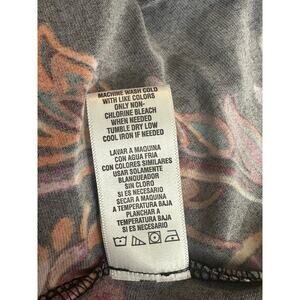 MACHINE WASH COLD
WITH LIKE COLORS
ONLY NON-
CHLORINE BLEACH
WHEN NEEDED
TUMBLE DRY LOW
COOL IRON IF NEEDED
LAVAR A MAQUINA
CON AGUA FRIA
CON COLORES SIMILARES
USAR SOLAMENTE
BLANQUEADOR
SIN CLORO
SI ES NECESARIO
SECAR A MAQUINA
A TEMPERATURA BAJA
PLANCHAR A
TEMPERATURA BAJA
SI ES NECESARIO